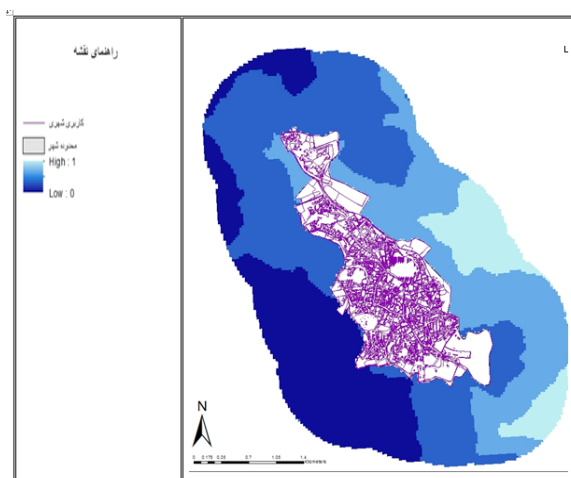 راهنمای نقشه
کاربری شهری
محدوده شهر
High : 1
Low : 0
L
N
0 0.175 0.35 0.7 1.05 1.4
Kilometers